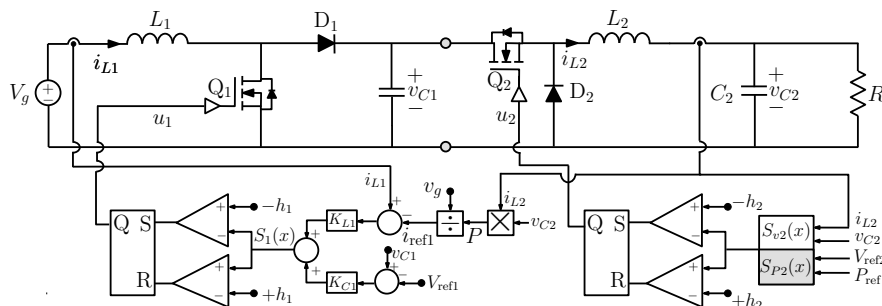 L1 D1 L2
iL1 iL2
Vg Q1 + vC1 − Q2 D2 C2 + vC2 − R
u1 u2
iL1 vg iL2
Q S R + − −h1 S1(x) + − +h1
KL1 + − iref1 ÷ P × vC2
+ + KC1 vC1 + − Vref1
Q S R + − −h2 + − +h2
Sv2(x) iL2
vC2
SP2(x) Vref2
Pref